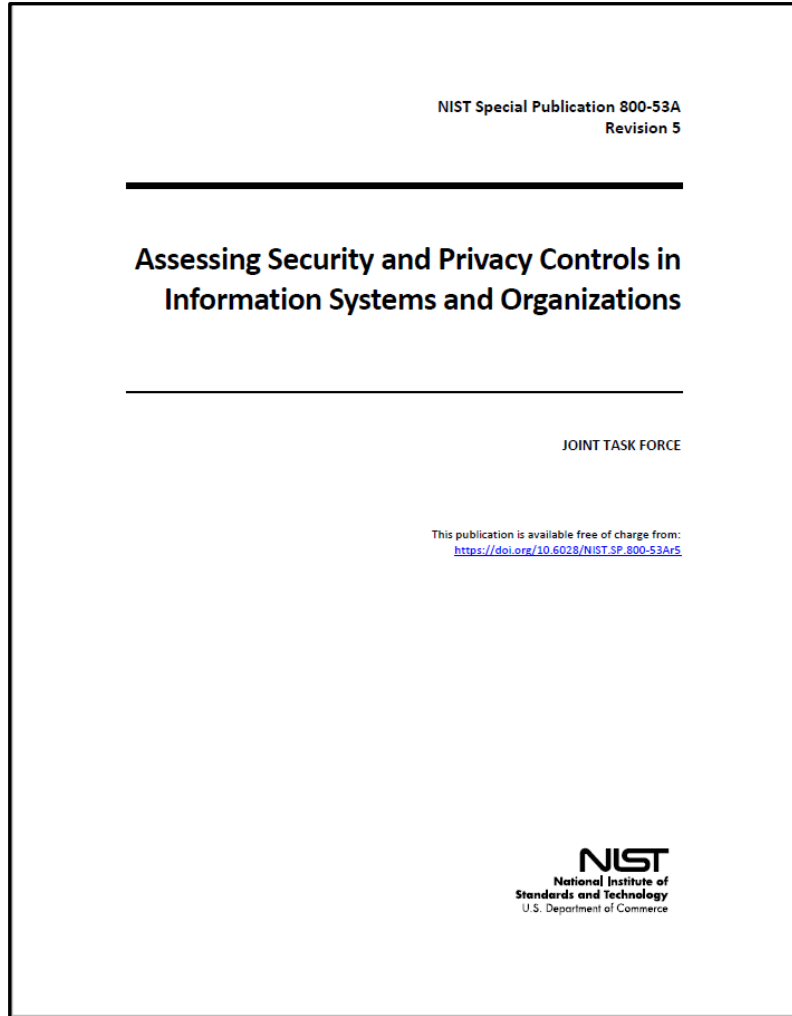 NIST Special Publication 800-53A
Revision 5
Assessing Security and Privacy Controls in
Information Systems and Organizations
JOINT TASK FORCE
This publication is available free of charge from:
https://doi.org/10.6028/NIST.SP.800-53Ar5
NIST
National Institute of
Standards and Technology
U.S. Department of Commerce